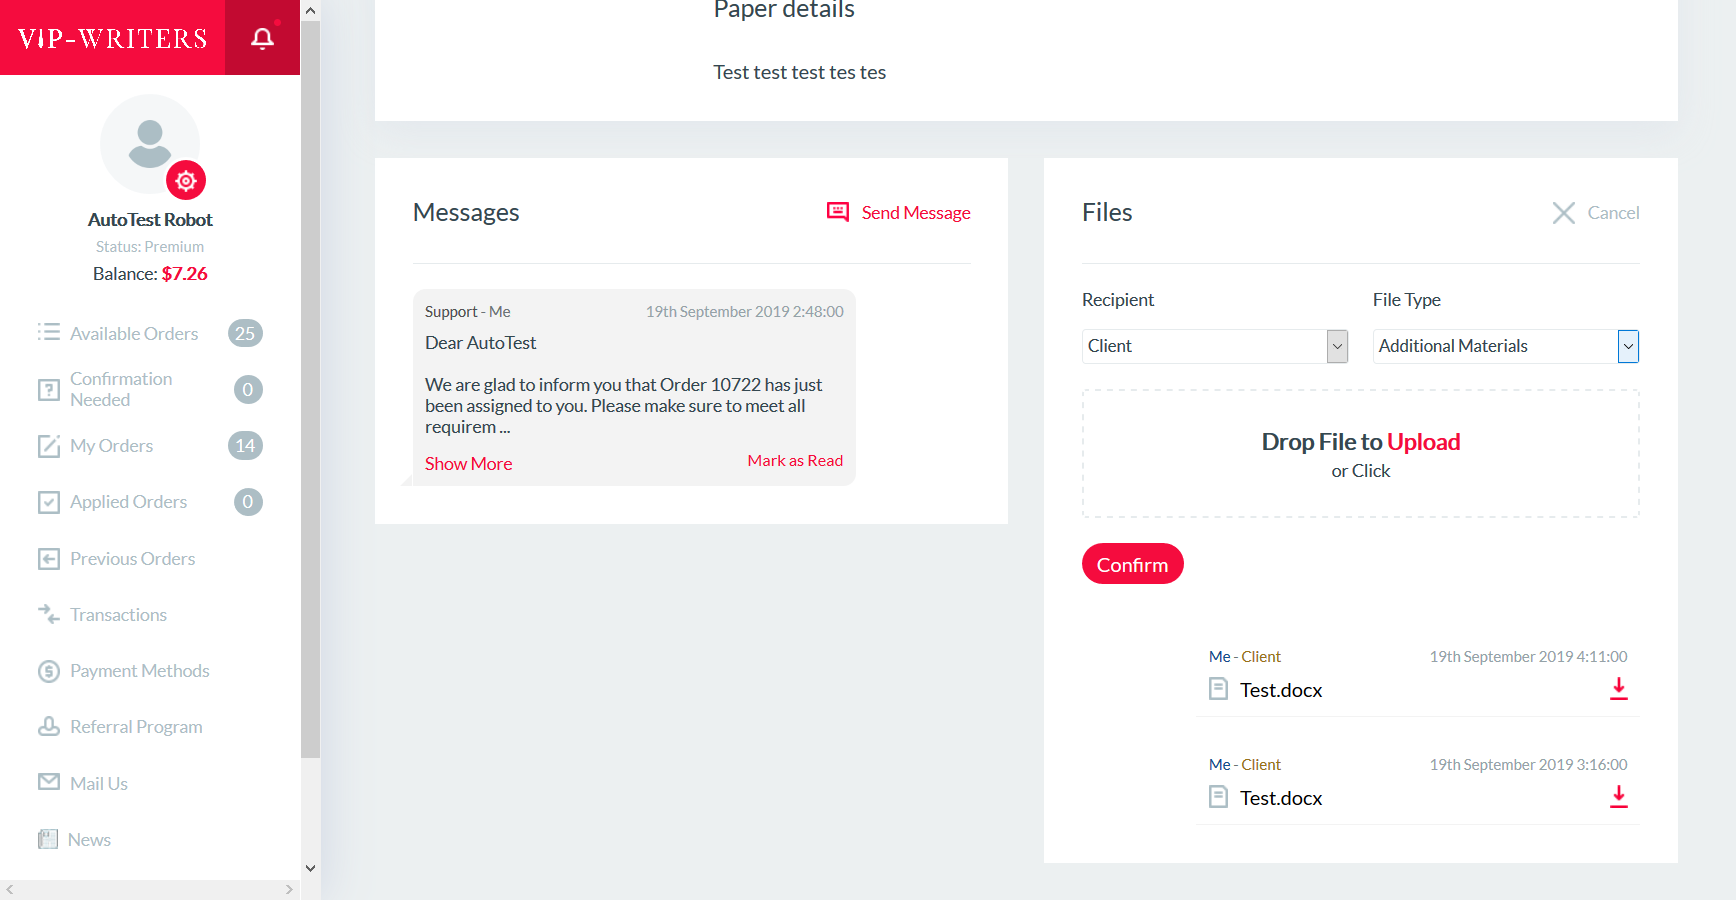 VIP-WRITERS
AutoTest Robot
Status: Premium
Balance: $7.26
Available Orders 25
Confirmation
Needed 0
My Orders 14
Applied Orders 0
Previous Orders
Transactions
Payment Methods
Referral Program
Mail Us
News
Paper details
Test test test tes tes
Messages
Send Message
Support - Me 19th September 2019 2:48:00
Dear AutoTest
We are glad to inform you that Order 10722 has just
been assigned to you. Please make sure to meet all
requirem ...
Show More
Mark as Read
Files
Cancel
Recipient
File Type
Client
Additional Materials
Drop File to Upload
or Click
Confirm
Me - Client 19th September 2019 4:11:00
Test.docx
Me - Client 19th September 2019 3:16:00
Test.docx